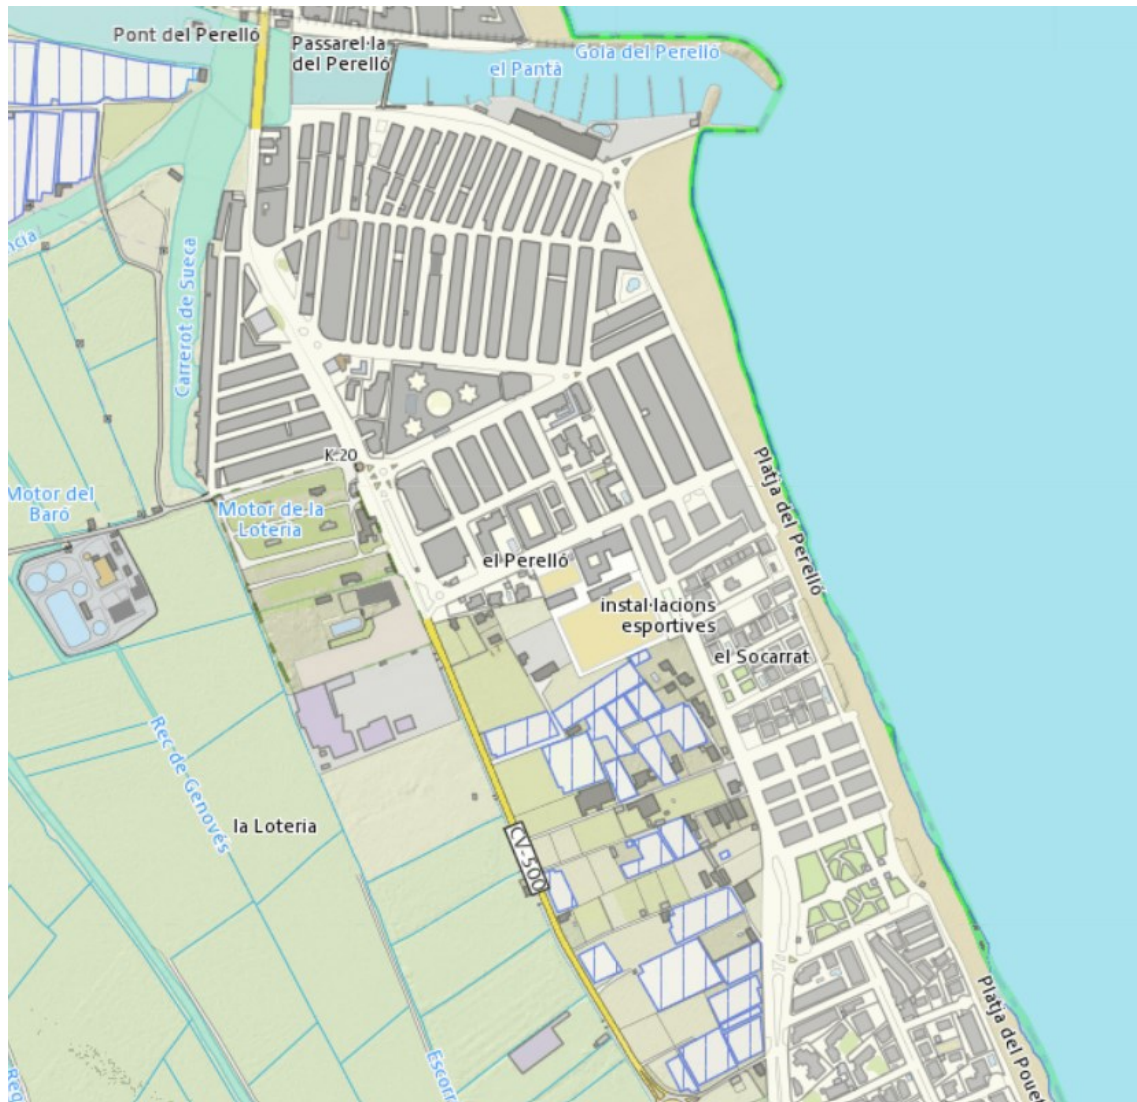 Pont del Perelló
Passarel·la
del Perelló
Gola del Perelló
el Pantà
Carrerot de Sueca
K.20
Motor del
Baró
Motor de la
Loteria
Platja del Perelló
el Perelló
instal·lacions
esportives
el Socarrat
Rec de Genovés
la Loteria
CV-500
Platja del Pouet